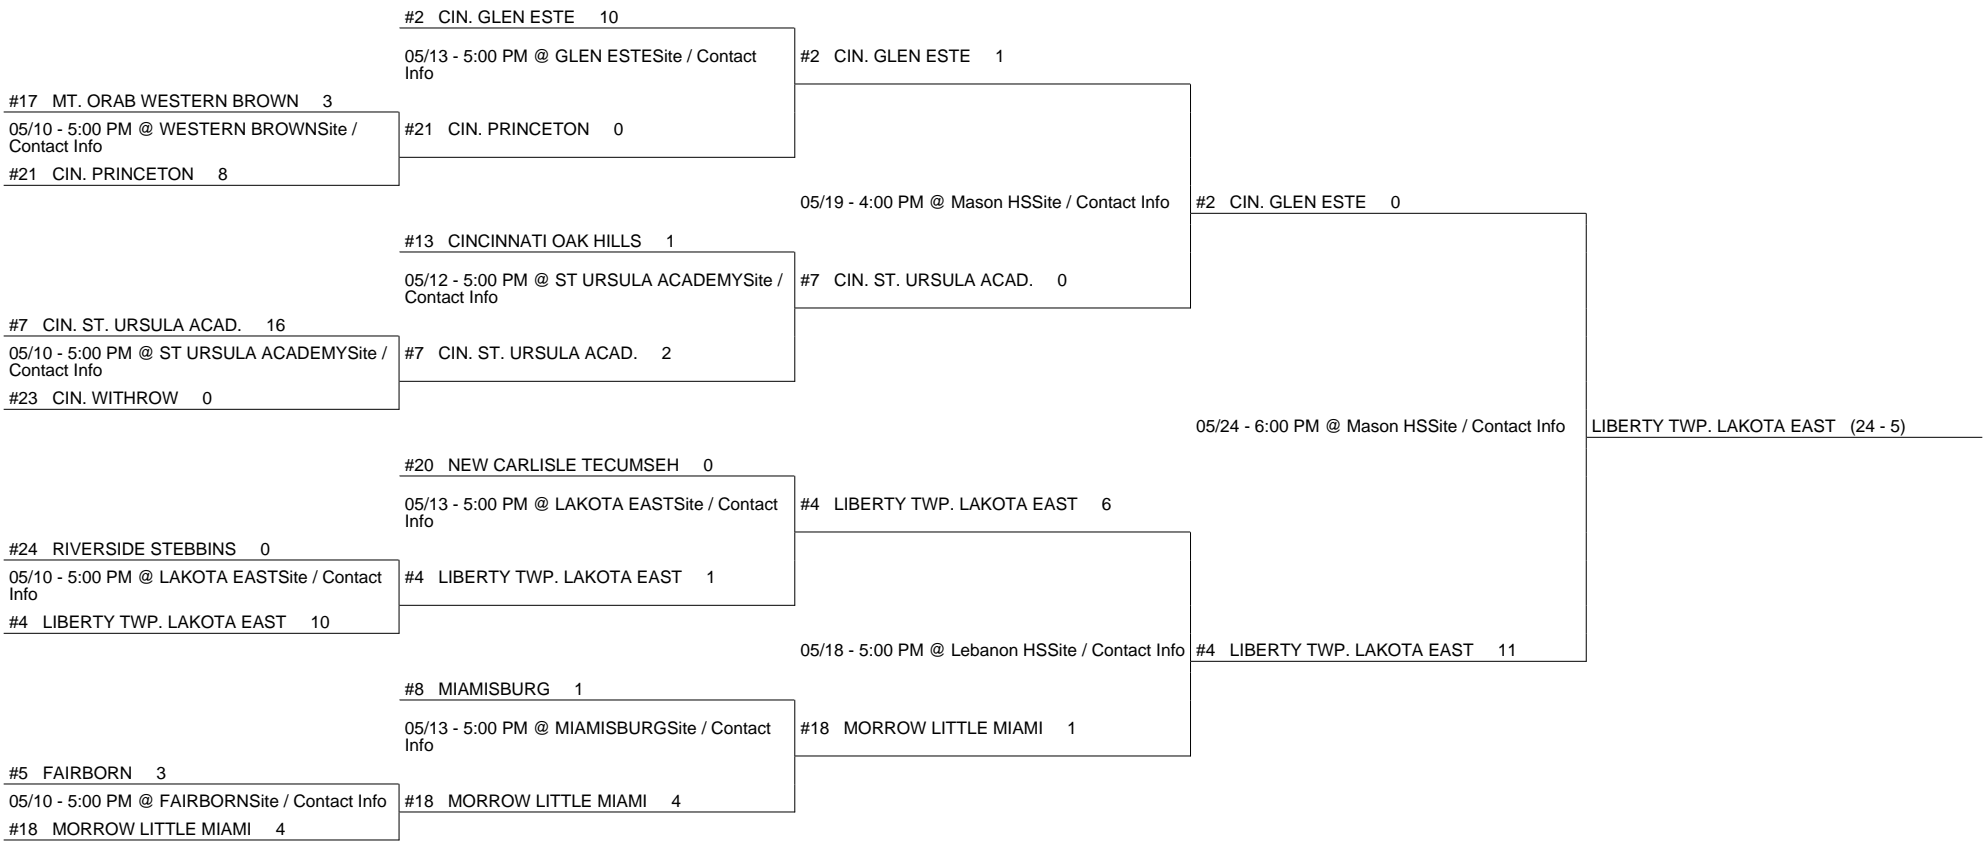 #2 CIN. GLEN ESTE 10
05/13 - 5:00 PM @ GLEN ESTESite / Contact
Info
#2 CIN. GLEN ESTE 1
#17 MT. ORAB WESTERN BROWN 3
05/10 - 5:00 PM @ WESTERN BROWNSite /
Contact Info
#21 CIN. PRINCETON 0
#21 CIN. PRINCETON 8
05/19 - 4:00 PM @ Mason HSSite / Contact Info
#2 CIN. GLEN ESTE 0
#13 CINCINNATI OAK HILLS 1
05/12 - 5:00 PM @ ST URSULA ACADEMYSite /
Contact Info
#7 CIN. ST. URSULA ACAD. 0
#7 CIN. ST. URSULA ACAD. 16
05/10 - 5:00 PM @ ST URSULA ACADEMYSite /
Contact Info
#7 CIN. ST. URSULA ACAD. 2
#23 CIN. WITHROW 0
05/24 - 6:00 PM @ Mason HSSite / Contact Info
LIBERTY TWP. LAKOTA EAST (24 - 5)
#20 NEW CARLISLE TECUMSEH 0
05/13 - 5:00 PM @ LAKOTA EASTSite / Contact
Info
#4 LIBERTY TWP. LAKOTA EAST 6
#24 RIVERSIDE STEBBINS 0
05/10 - 5:00 PM @ LAKOTA EASTSite / Contact
Info
#4 LIBERTY TWP. LAKOTA EAST 1
#4 LIBERTY TWP. LAKOTA EAST 10
05/18 - 5:00 PM @ Lebanon HSSite / Contact Info
#4 LIBERTY TWP. LAKOTA EAST 11
#8 MIAMISBURG 1
05/13 - 5:00 PM @ MIAMISBURGSite / Contact
Info
#18 MORROW LITTLE MIAMI 1
#5 FAIRBORN 3
05/10 - 5:00 PM @ FAIRBORNSite / Contact Info
#18 MORROW LITTLE MIAMI 4
#18 MORROW LITTLE MIAMI 4